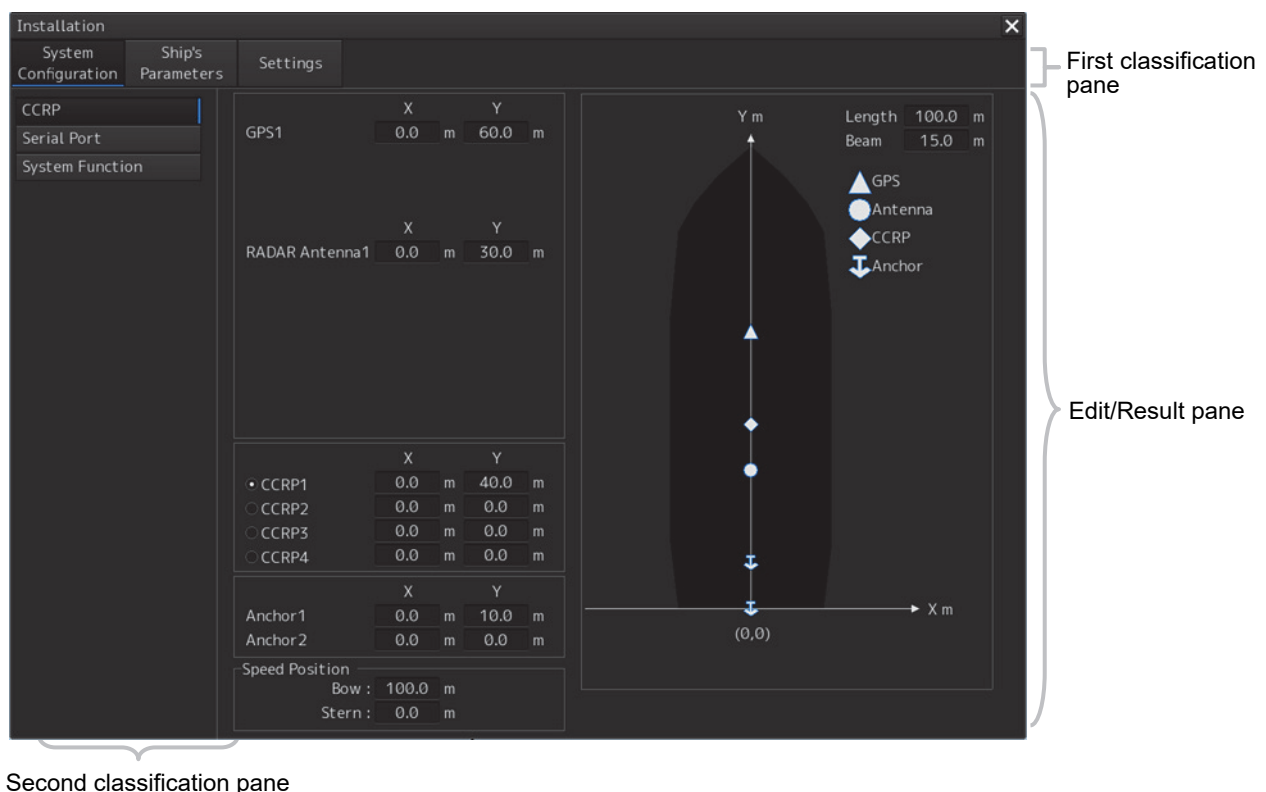 Installation
System Configuration
Ship's Parameters
Settings
First classification pane
CCRP
Serial Port
System Function
X Y
GPS1 0.0 m 60.0 m
X Y
RADAR Antenna1 0.0 m 30.0 m
X Y
CCRP1 0.0 m 40.0 m
CCRP2 0.0 m 0.0 m
CCRP3 0.0 m 0.0 m
CCRP4 0.0 m 0.0 m
X Y
Anchor1 0.0 m 10.0 m
Anchor2 0.0 m 0.0 m
Speed Position
Bow : 100.0 m
Stern : 0.0 m
Y m
Length 100.0 m
Beam 15.0 m
GPS
Antenna
CCRP
Anchor
X m
(0,0)
Edit/Result pane
Second classification pane